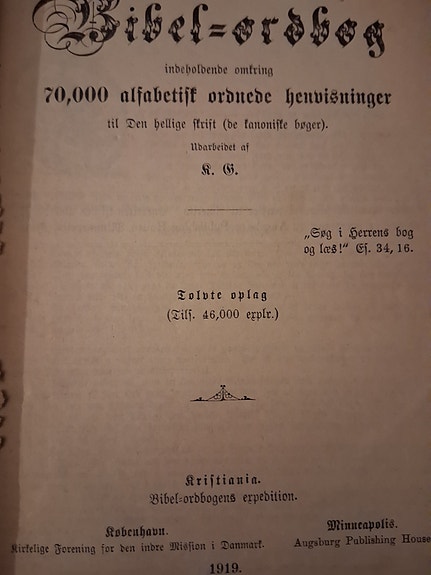 Bibel=ordbog
indeholdende omkring
70,000 alfabetisk ordnede henvisninger
til Den hellige skrift (de kanoniske bøger).
Udarbeidet af
K. G.
„Søg i Herrens bog
og læs!" Es. 34, 16.
Tolvte oplag
(Tils. 46,000 explr.)
Kristiania.
Bibel=ordbogens expedition.
København.
Kirkelige Forening for den indre Mission i Danmark.
Minneapolis.
Augsburg Publishing House
1919.